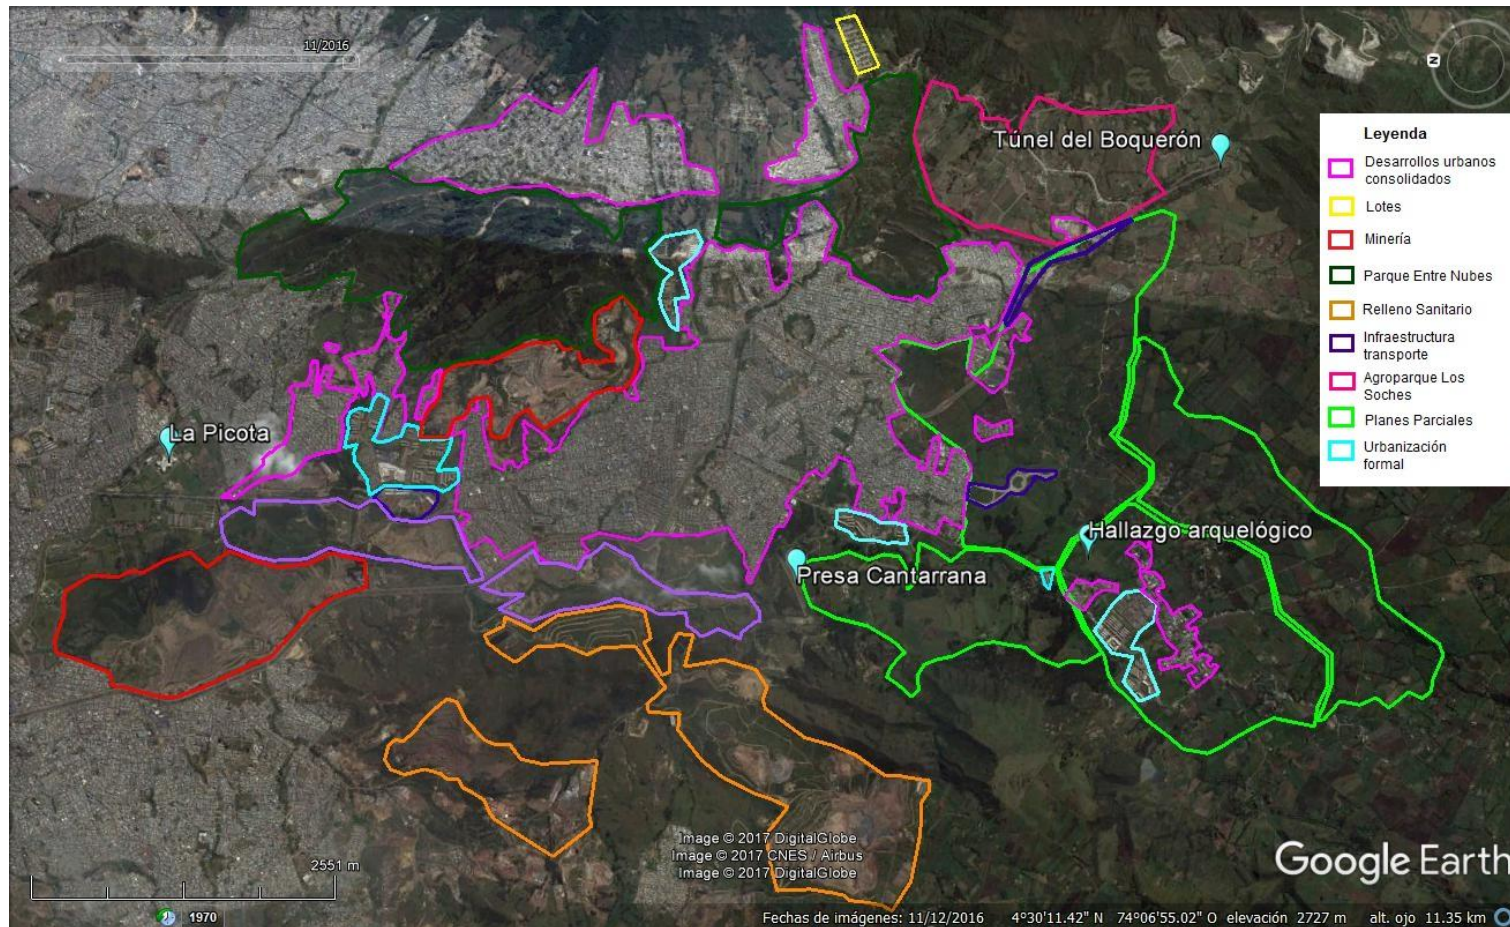 11/2016
N
Túnel del Boquerón
Leyenda
Desarrollos urbanos
consolidados
Lotes
Minería
Parque Entre Nubes
Relleno Sanitario
Infraestructura
transporte
Agroparque Los
Soches
Planes Parciales
Urbanización
formal
La Picota
Hallazgo arquelógico
Presa Cantarrana
Image © 2017 DigitalGlobe
Image © 2017 CNES / Airbus
Image © 2017 DigitalGlobe
Google Earth
2551 m
1970
Fechas de imágenes: 11/12/2016 4°30'11.42" N 74°06'55.02" O elevación 2727 m alt. ojo 11.35 km